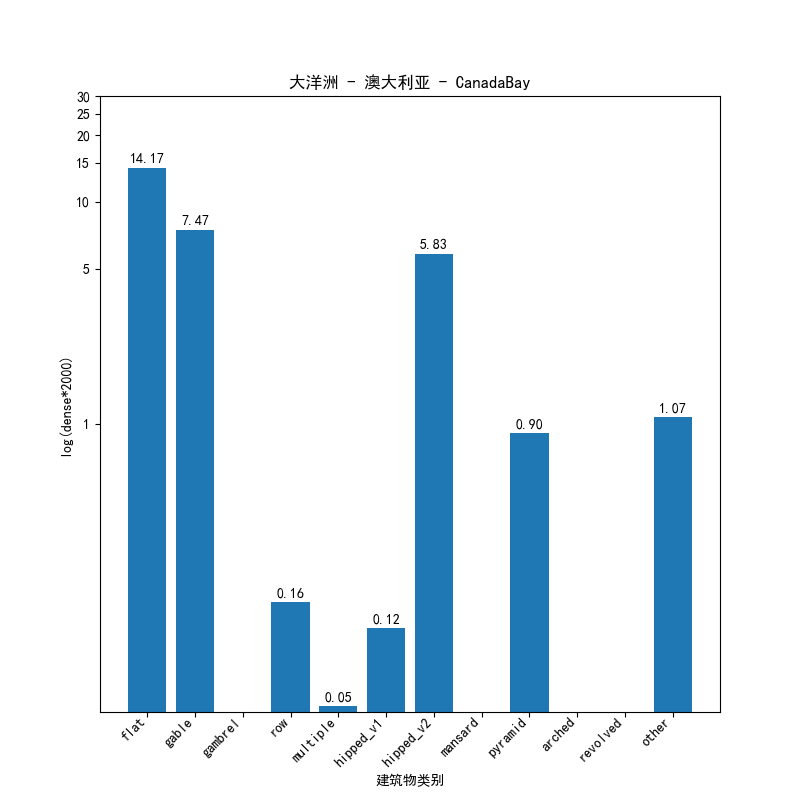 大洋洲 - 澳大利亚 - CanadaBay
30
25
20
15
10
5
1
log(dense*2000)
14.17
7.47
0.16
0.05
0.12
5.83
0.90
1.07
flat
gable
gambrel
row
multiple
hipped_v1
hipped_v2
mansard
pyramid
arched
revolved
other
建筑物类别